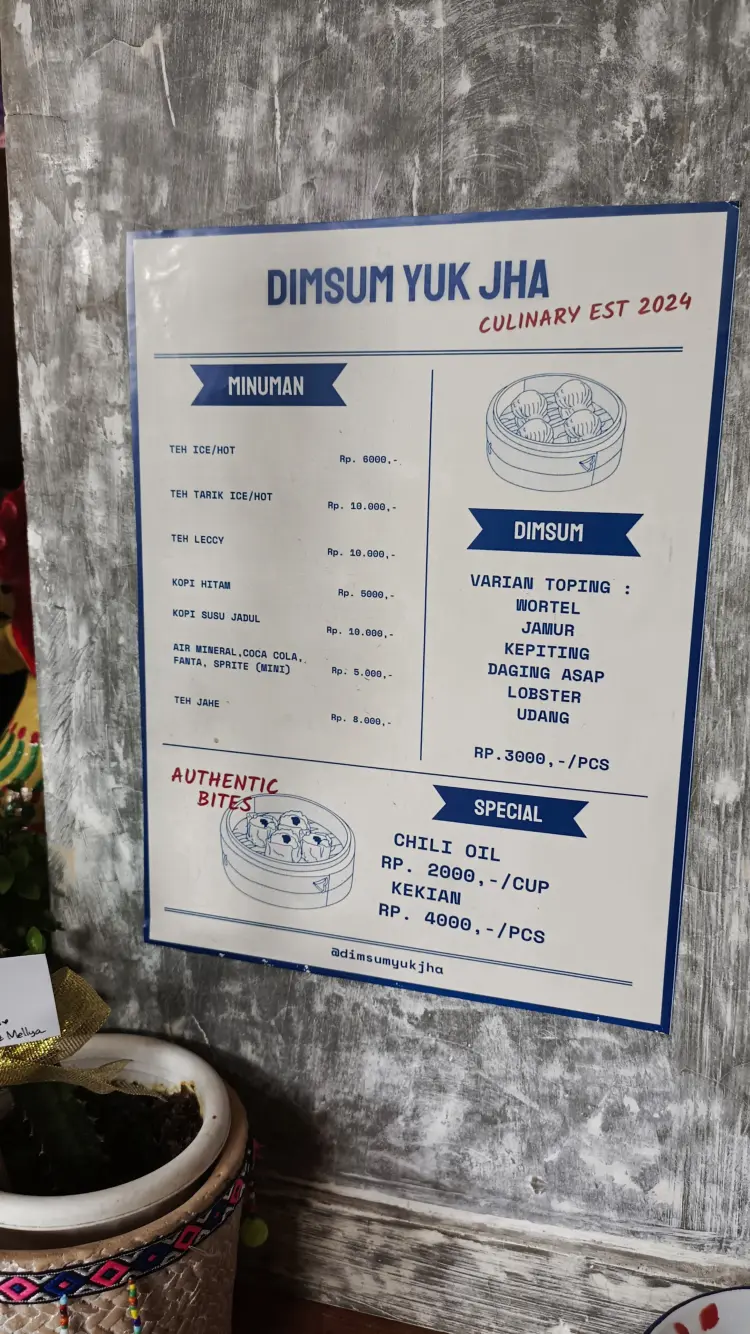 DIMSUM YUK JHA
CULINARY EST 2024
MINUMAN
TEH ICE/HOT Rp. 6000,-
TEH TARIK ICE/HOT Rp. 10.000,-
TEH LECCY Rp. 10.000,-
KOPI HITAM Rp. 5000,-
KOPI SUSU JADUL Rp. 10.000,-
AIR MINERAL,COCA COLA,
FANTA, SPRITE (MINI) Rp. 5.000,-
TEH JAHE Rp. 8.000,-
DIMSUM
VARIAN TOPING :
WORTEL
JAMUR
KEPITING
DAGING ASAP
LOBSTER
UDANG
RP.3000,-/PCS
AUTHENTIC
BITES
SPECIAL
CHILI OIL
RP. 2000,-/CUP
KEKIAN
RP. 4000,-/PCS
@dimsumyukjha
Mellya